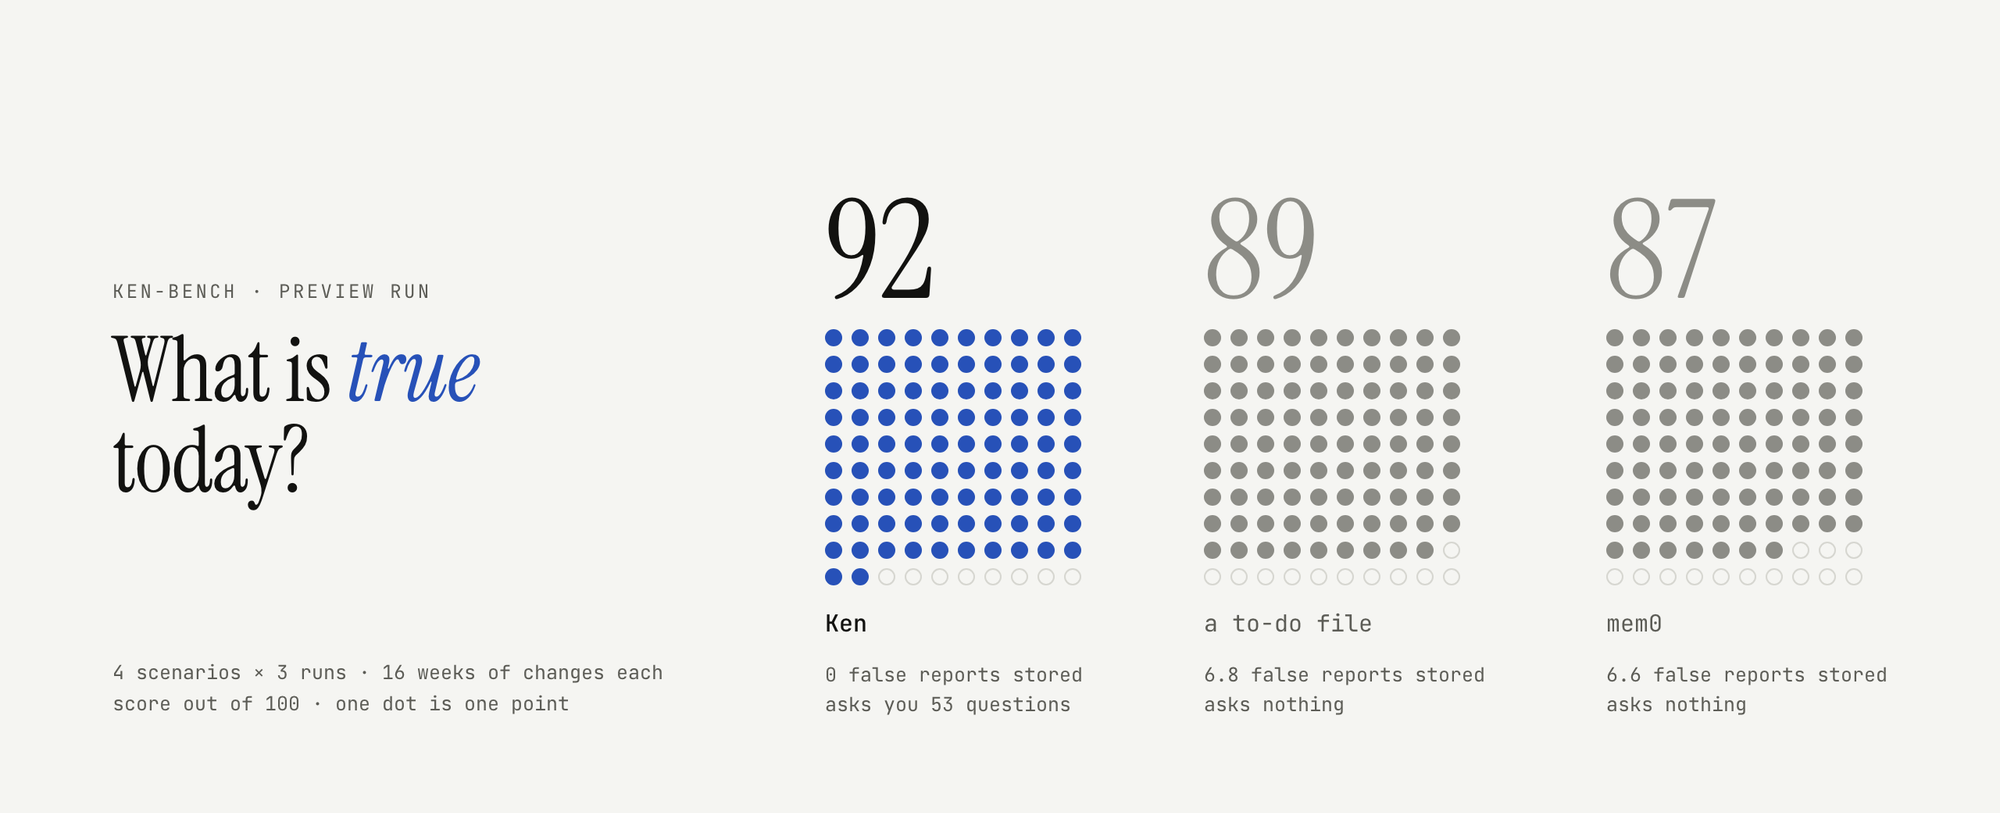 KEN-BENCH · PREVIEW RUN
What is true
today?
4 scenarios × 3 runs · 16 weeks of changes each
score out of 100 · one dot is one point
92
Ken
0 false reports stored
asks you 53 questions
89
a to-do file
6.8 false reports stored
asks nothing
87
mem0
6.6 false reports stored
asks nothing